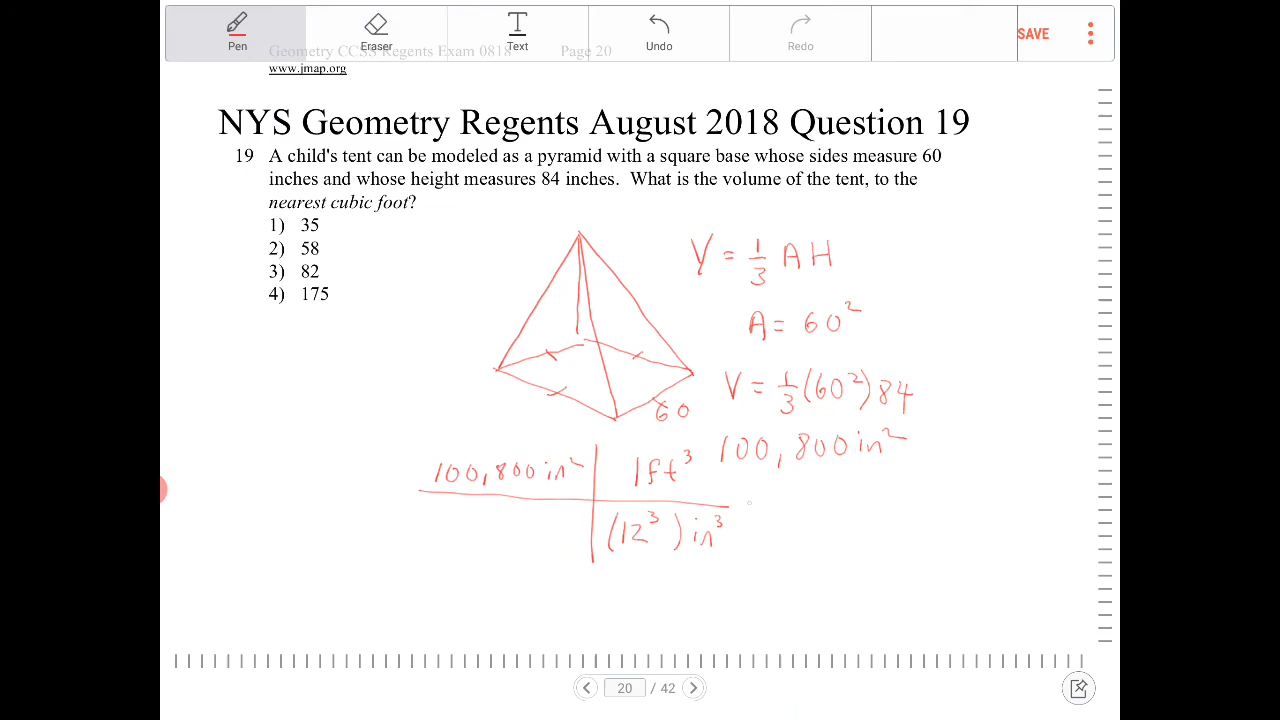 Pen Eraser Text Undo Redo SAVE
Geometry CCSS Regents Exam 0818 Page 20
www.jmap.org
NYS Geometry Regents August 2018 Question 19
19 A child's tent can be modeled as a pyramid with a square base whose sides measure 60
inches and whose height measures 84 inches. What is the volume of the tent, to the
nearest cubic foot?
1) 35
2) 58
3) 82
4) 175
V = 1/3 A H
A = 60²
V = 1/3 (60²) 84
60
100,800 in²
100,800 in² 1 ft³
(12³) in³
20 / 42